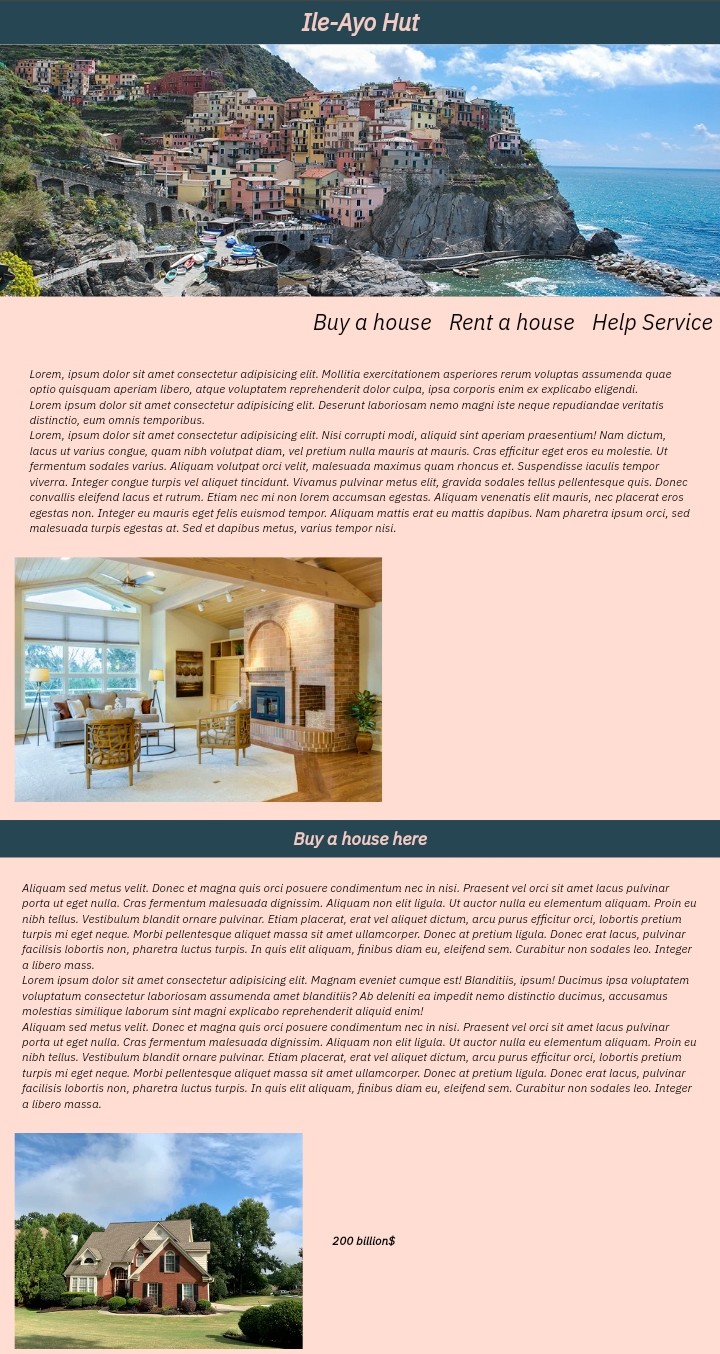 Ile-Ayo Hut
Buy a house Rent a house Help Service
Lorem, ipsum dolor sit amet consectetur adipisicing elit. Mollitia exercitationem asperiores rerum voluptas assumenda quae
optio quisquam aperiam libero, atque voluptatem reprehenderit dolor culpa, ipsa corporis enim ex explicabo eligendi.
Lorem ipsum dolor sit amet consectetur adipisicing elit. Deserunt laboriosam nemo magni iste neque repudiandae veritatis
distinctio, eum omnis temporibus.
Lorem, ipsum dolor sit amet consectetur adipisicing elit. Nisi corrupti modi, aliquid sint aperiam praesentium! Nam dictum,
lacus ut varius congue, quam nibh volutpat diam, vel pretium nulla mauris at mauris. Cras efficitur eget eros eu molestie. Ut
fermentum sodales varius. Aliquam volutpat orci velit, malesuada maximus quam rhoncus et. Suspendisse iaculis tempor
viverra. Integer congue turpis vel aliquet tincidunt. Vivamus pulvinar metus elit, gravida sodales tellus pellentesque quis. Donec
convallis eleifend lacus et rutrum. Etiam nec mi non lorem accumsan egestas. Aliquam venenatis elit mauris, nec placerat eros
egestas non. Integer eu mauris eget felis euismod tempor. Aliquam mattis erat eu mattis dapibus. Nam pharetra ipsum orci, sed
malesuada turpis egestas at. Sed et dapibus metus, varius tempor nisi.
Buy a house here
Aliquam sed metus velit. Donec et magna quis orci posuere condimentum nec in nisi. Praesent vel orci sit amet lacus pulvinar
porta ut eget nulla. Cras fermentum malesuada dignissim. Aliquam non elit ligula. Ut auctor nulla eu elementum aliquam. Proin eu
nibh tellus. Vestibulum blandit ornare pulvinar. Etiam placerat, erat vel aliquet dictum, arcu purus efficitur orci, lobortis pretium
turpis mi eget neque. Morbi pellentesque aliquet massa sit amet ullamcorper. Donec at pretium ligula. Donec erat lacus, pulvinar
facilisis lobortis non, pharetra luctus turpis. In quis elit aliquam, finibus diam eu, eleifend sem. Curabitur non sodales leo. Integer
a libero mass.
Lorem ipsum dolor sit amet consectetur adipisicing elit. Magnam eveniet cumque est! Blanditiis, ipsum! Ducimus ipsa voluptatem
voluptatum consectetur laboriosam assumenda amet blanditiis? Ab deleniti ea impedit nemo distinctio ducimus, accusamus
molestias similique laborum sint magni explicabo reprehenderit aliquid enim!
Aliquam sed metus velit. Donec et magna quis orci posuere condimentum nec in nisi. Praesent vel orci sit amet lacus pulvinar
porta ut eget nulla. Cras fermentum malesuada dignissim. Aliquam non elit ligula. Ut auctor nulla eu elementum aliquam. Proin eu
nibh tellus. Vestibulum blandit ornare pulvinar. Etiam placerat, erat vel aliquet dictum, arcu purus efficitur orci, lobortis pretium
turpis mi eget neque. Morbi pellentesque aliquet massa sit amet ullamcorper. Donec at pretium ligula. Donec erat lacus, pulvinar
facilisis lobortis non, pharetra luctus turpis. In quis elit aliquam, finibus diam eu, eleifend sem. Curabitur non sodales leo. Integer
a libero massa.
200 billion$